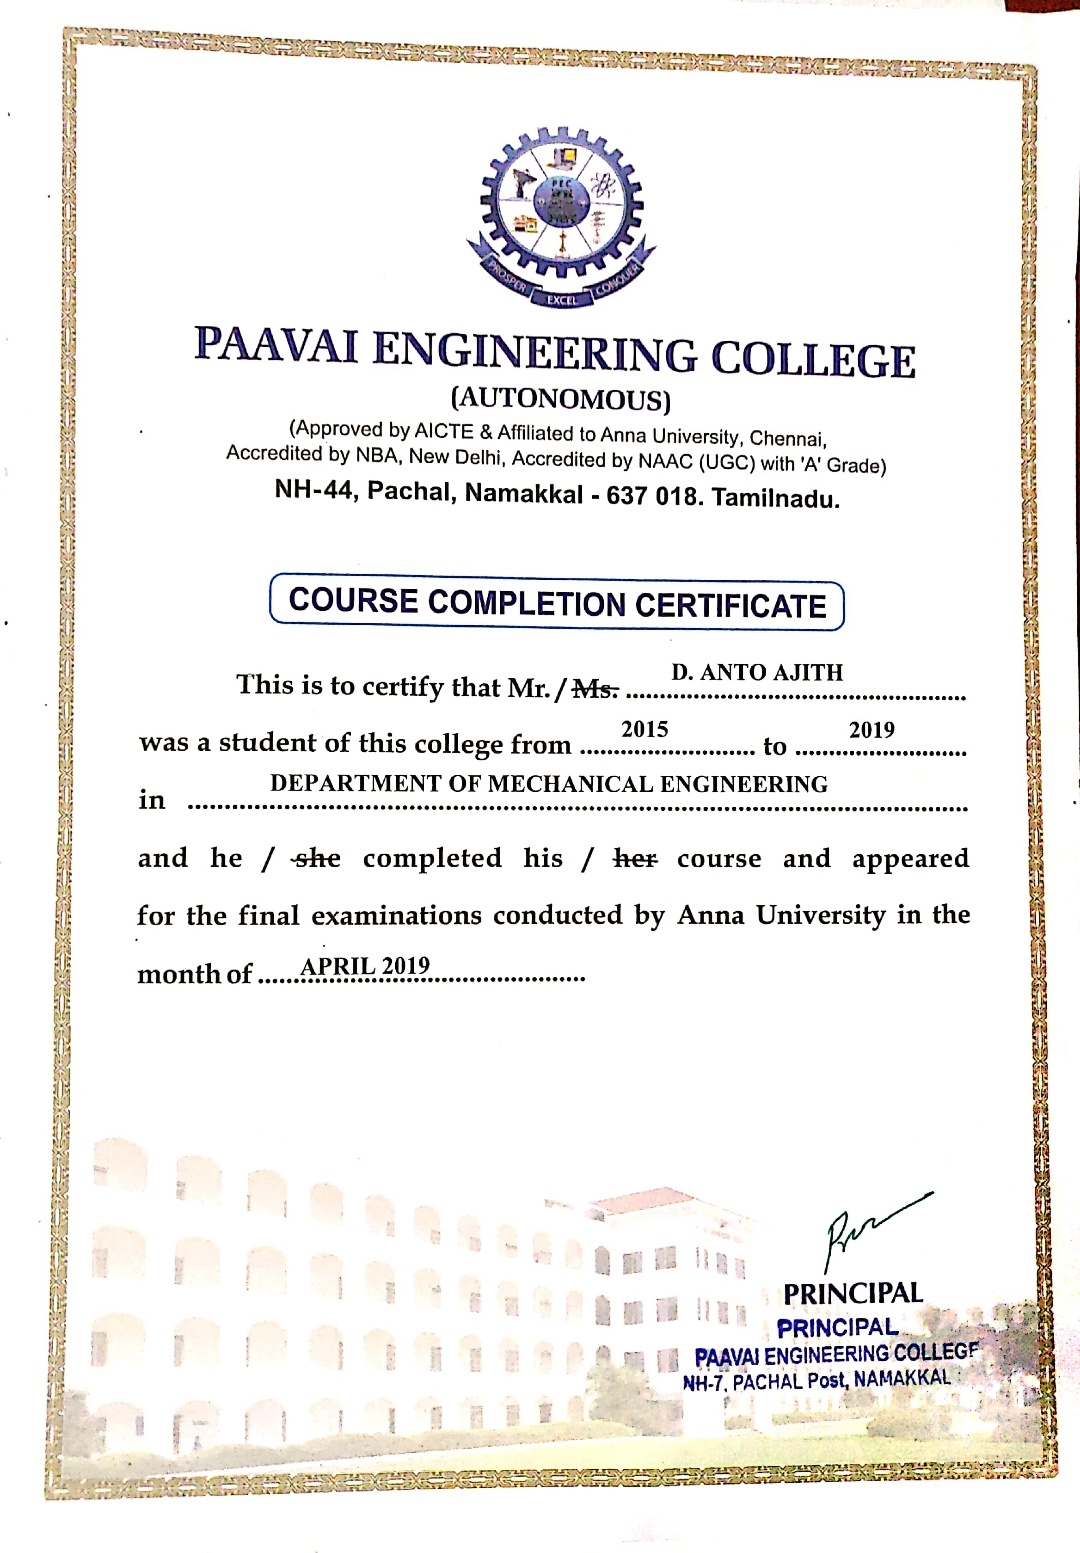 PEC
PROSPER EXCEL CONQUER
PAAVAI ENGINEERING COLLEGE
(AUTONOMOUS)
(Approved by AICTE & Affiliated to Anna University, Chennai,
Accredited by NBA, New Delhi, Accredited by NAAC (UGC) with 'A' Grade)
NH-44, Pachal, Namakkal - 637 018. Tamilnadu.
COURSE COMPLETION CERTIFICATE
This is to certify that Mr. / Ms. D. ANTO AJITH
was a student of this college from 2015 to 2019
in DEPARTMENT OF MECHANICAL ENGINEERING
and he / she completed his / her course and appeared
for the final examinations conducted by Anna University in the
month of ......APRIL 2019....................
PRINCIPAL
PRINCIPAL
PAAVAI ENGINEERING COLLEGE
NH-7, PACHAL Post, NAMAKKAL